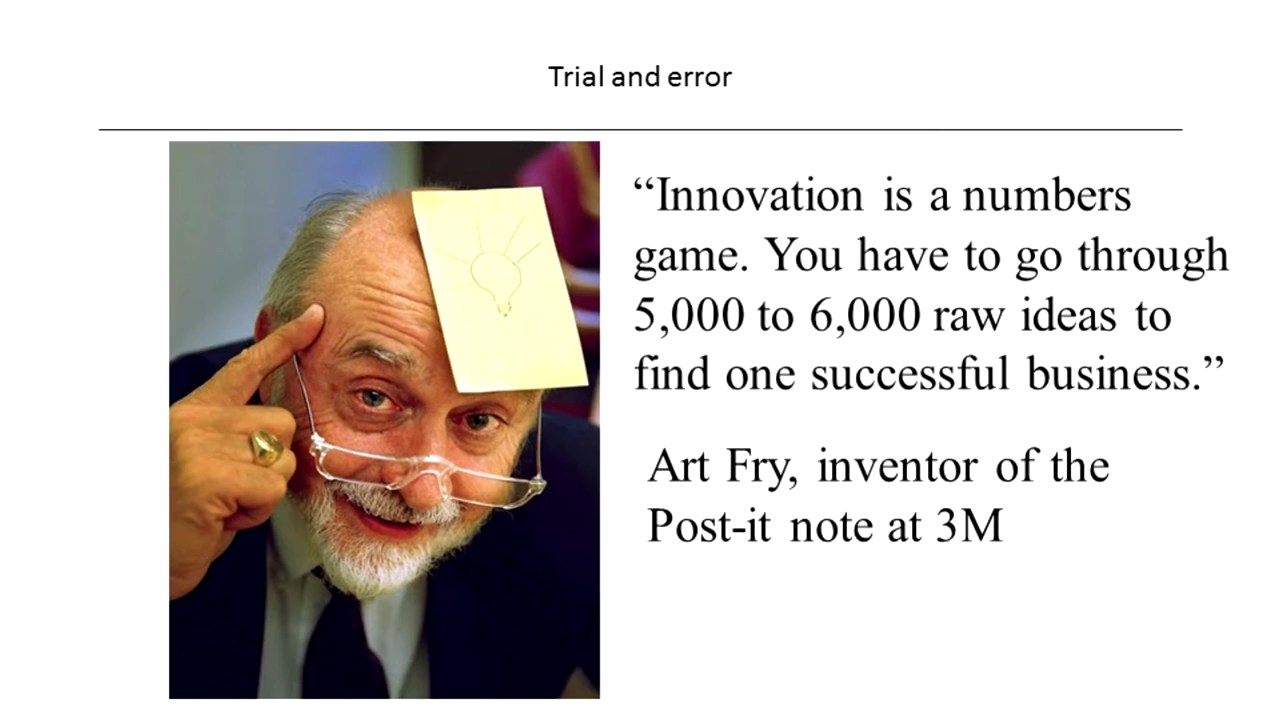 Trial and error
“Innovation is a numbers
game. You have to go through
5,000 to 6,000 raw ideas to
find one successful business.”
Art Fry, inventor of the
Post-it note at 3M